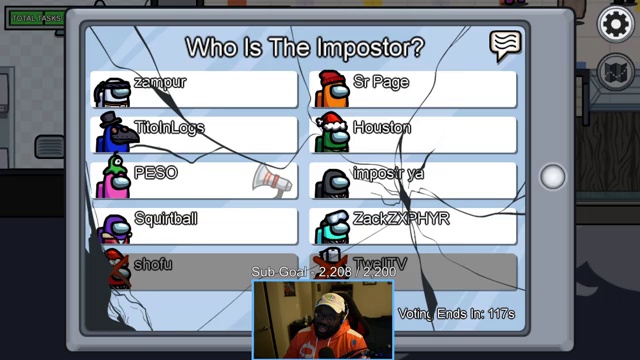 TOTAL TASKS
Who Is The Impostor?
zampur
Sr Page
TitoInLogs
Houston
PESO
impostr ya
Squirtball
ZackZXPHYR
shofu
TwellTV
Sub-Goal - 2,208 / 2,200
Voting Ends In: 117s